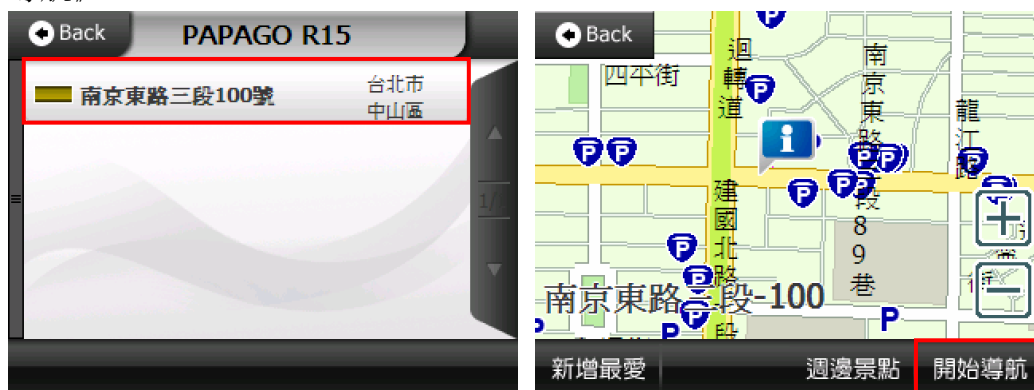 Back
PAPAGO R15
南京東路三段100號
台北市
中山區
1/
Back
四平街
迴轉道
南京東路
段89巷
龍江路
建國北路
段
街
南京東路三段-100
新增最愛
週邊景點
開始導航